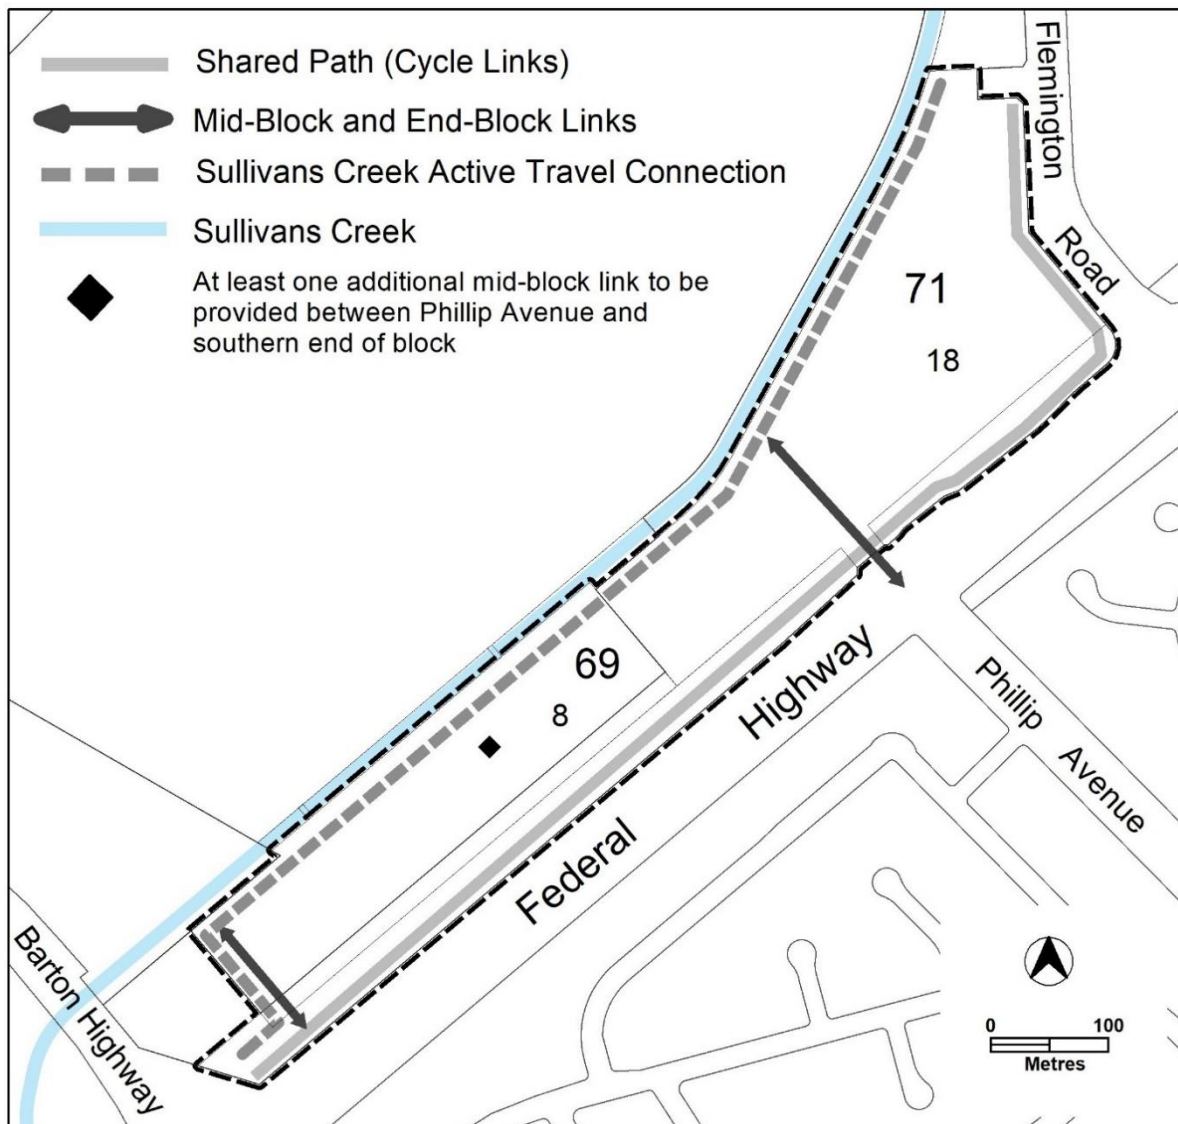 Shared Path (Cycle Links)
Mid-Block and End-Block Links
Sullivans Creek Active Travel Connection
Sullivans Creek
At least one additional mid-block link to be
provided between Phillip Avenue and
southern end of block
Flemington
Road
71
18
69
8
Federal
Highway
Phillip
Avenue
Barton Highway
0 100
Metres